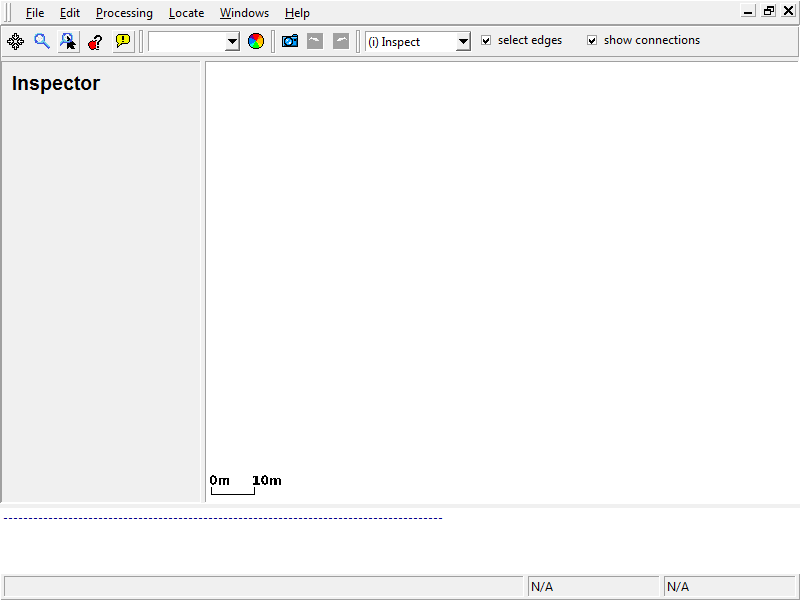 File Edit Processing Locate Windows Help
(i) Inspect select edges show connections
Inspector
0m 10m
--------------------------------------------------------------------------------
N/A N/A